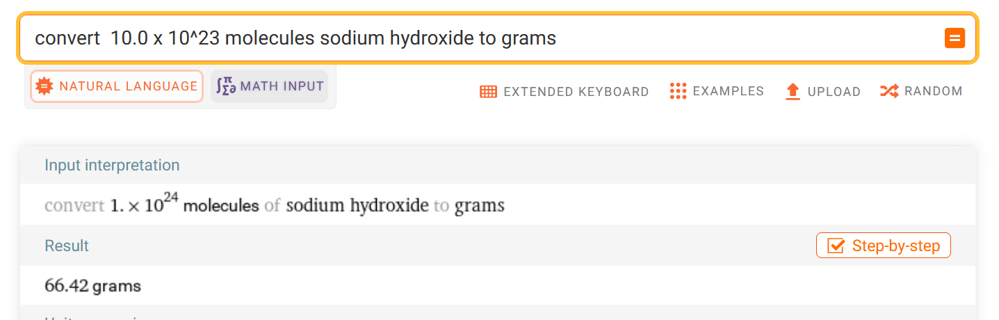 convert  10.0 x 10^23 molecules sodium hydroxide to grams
NATURAL LANGUAGE
MATH INPUT
EXTENDED KEYBOARD
EXAMPLES
UPLOAD
RANDOM
Input interpretation
convert 1. × 10^24 molecules of sodium hydroxide to grams
Result
Step-by-step
66.42 grams